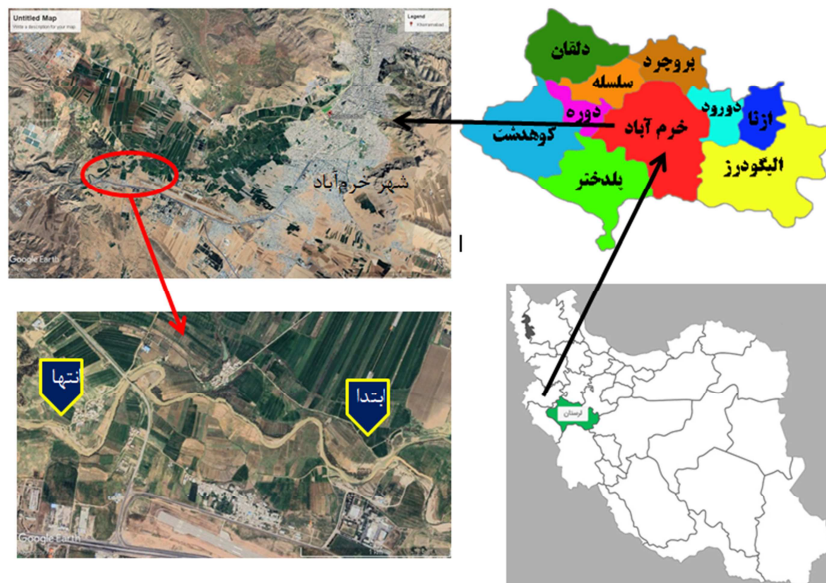 Untitled Map
Write a description for your map.
Legend
شهر خرم آباد
Google Earth
دلفان
بروجرد
سلسله
دوره
کوهدشت
خرم آباد
دورود
ازنا
الیگودرز
پلدختر
انتها
ابتدا
Google Earth
لرستان